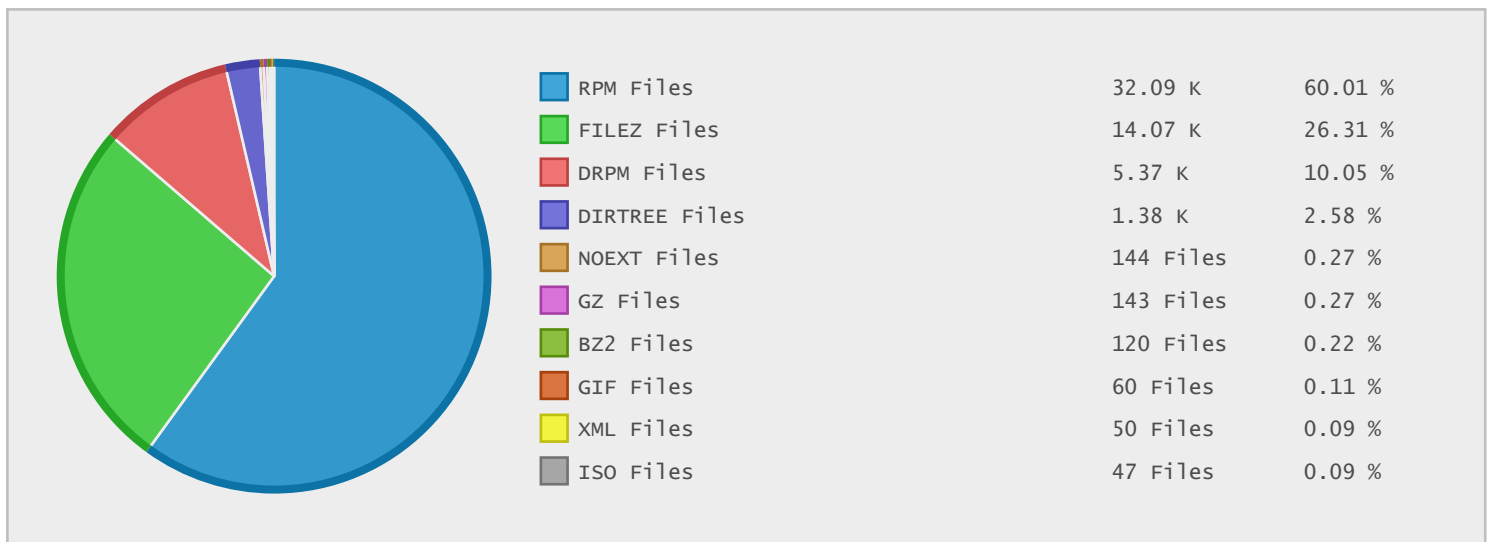 RPM Files 32.09 K 60.01 %
FILEZ Files 14.07 K 26.31 %
DRPM Files 5.37 K 10.05 %
DIRTREE Files 1.38 K 2.58 %
NOEXT Files 144 Files 0.27 %
GZ Files 143 Files 0.27 %
BZ2 Files 120 Files 0.22 %
GIF Files 60 Files 0.11 %
XML Files 50 Files 0.09 %
ISO Files 47 Files 0.09 %